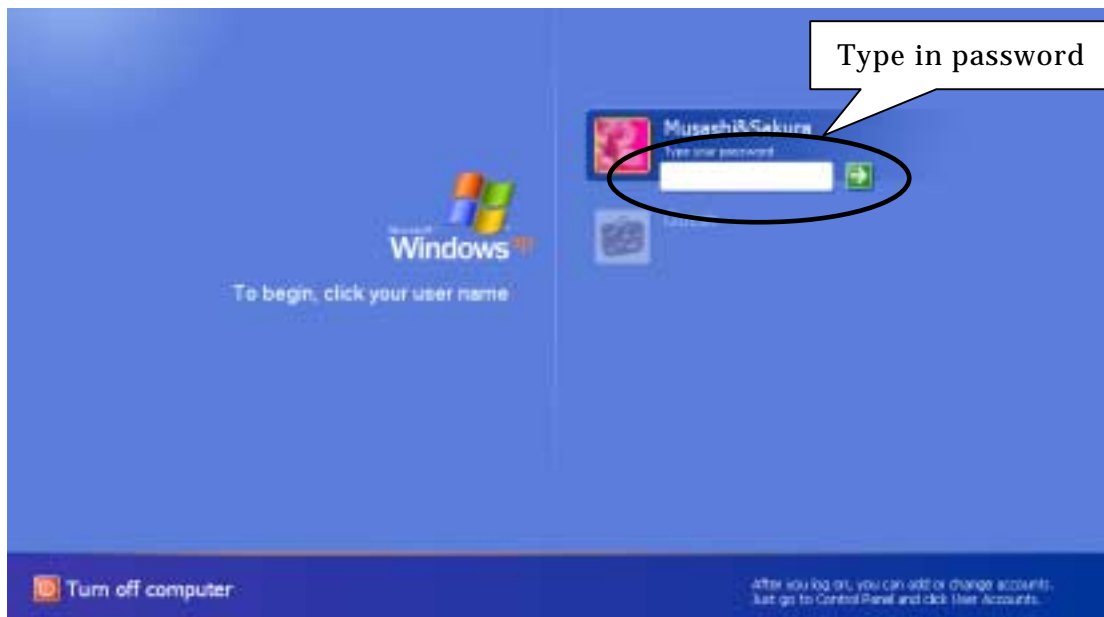 Type in password
Musashi&Sakura
Type your password
Microsoft
Windows xp
To begin, click your user name
Turn off computer
After you log on, you can add or change accounts.
Just go to Control Panel and click User Accounts.